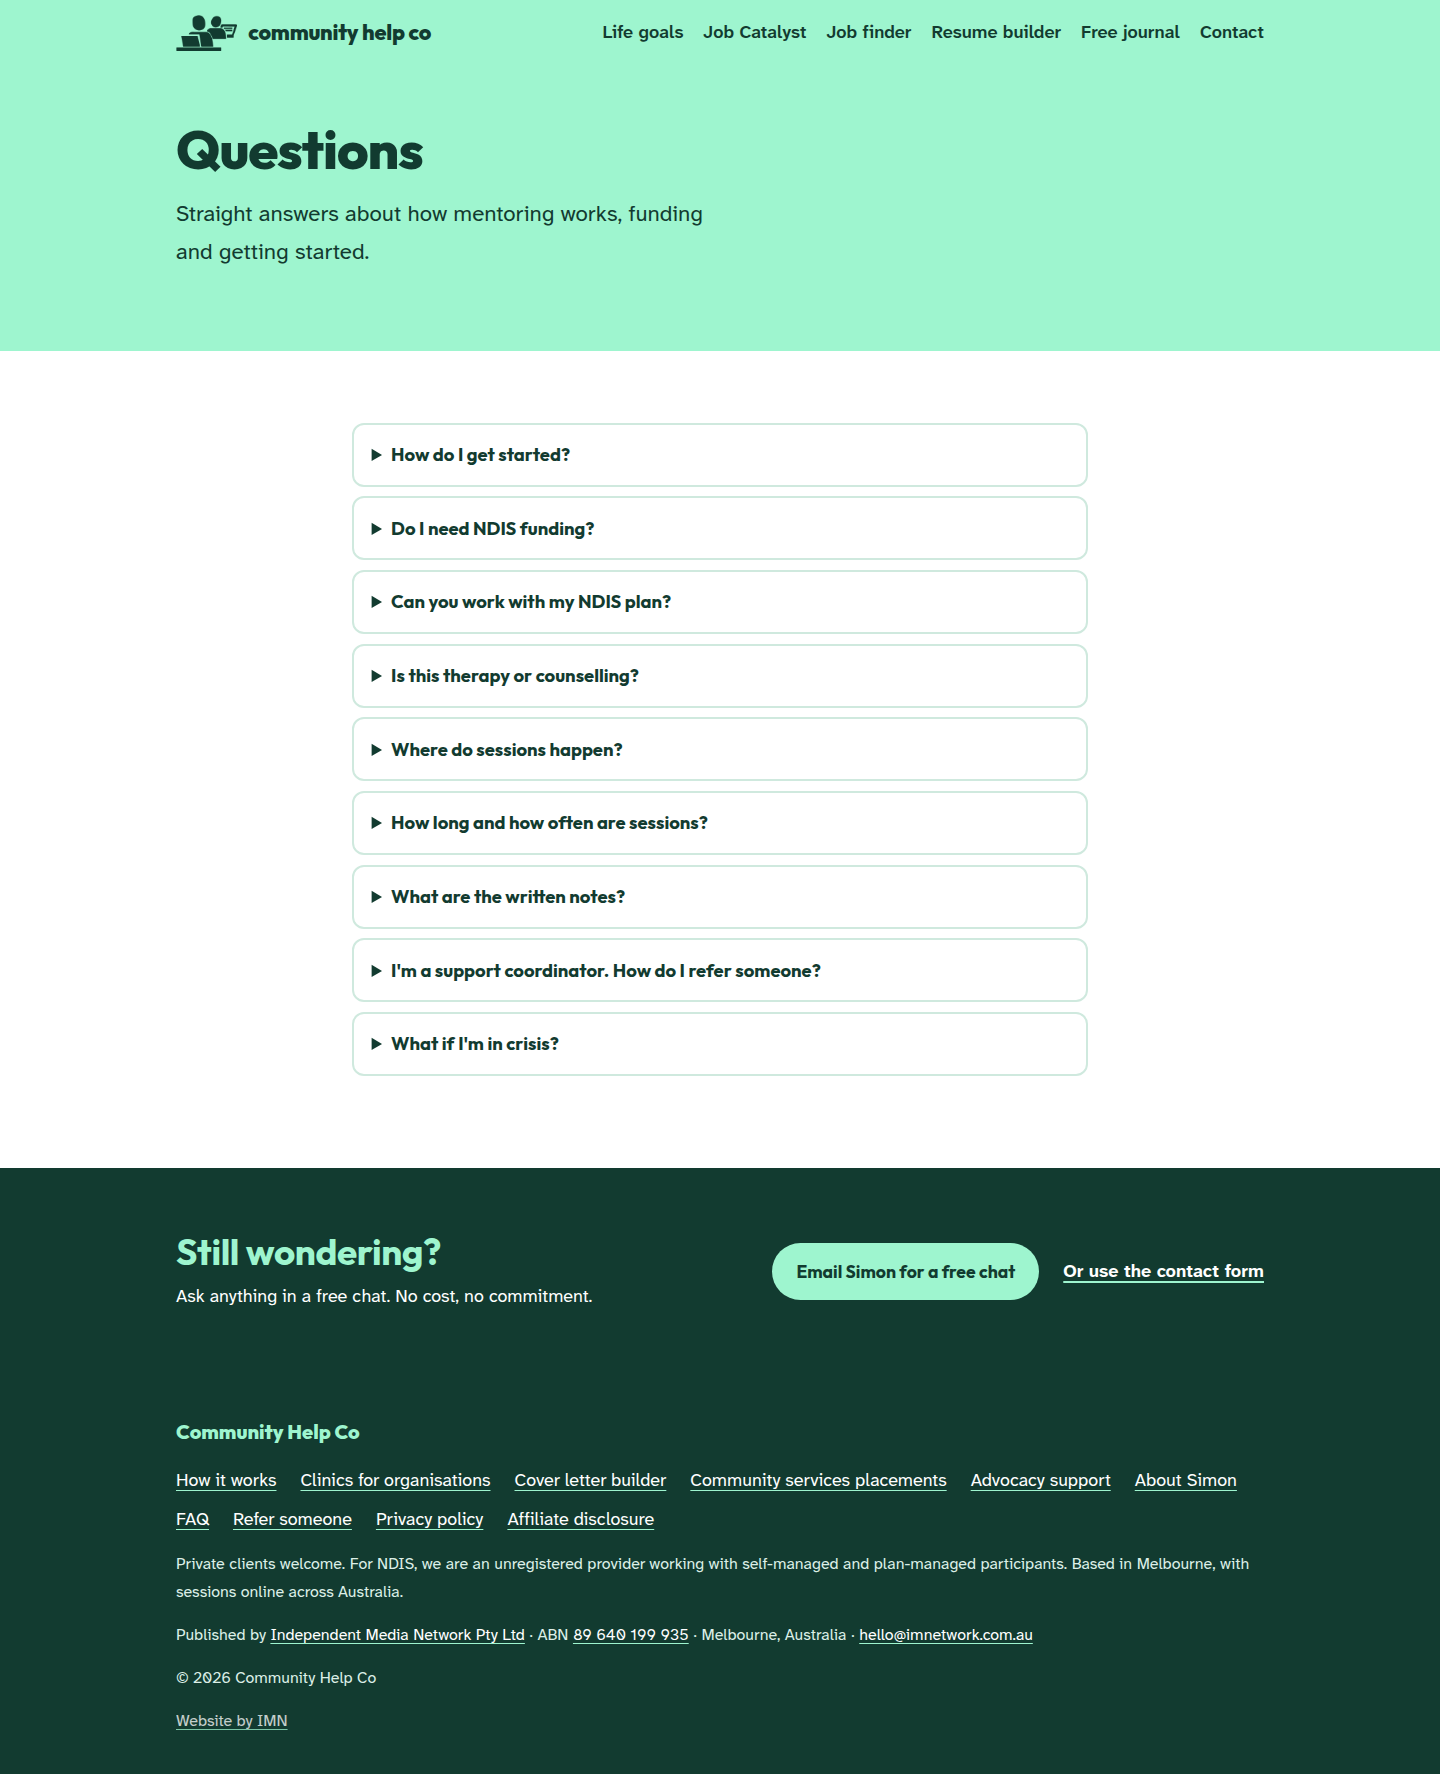 community help co
Life goals Job Catalyst Job finder Resume builder Free journal Contact
Questions
Straight answers about how mentoring works, funding
and getting started.
How do I get started?
Do I need NDIS funding?
Can you work with my NDIS plan?
Is this therapy or counselling?
Where do sessions happen?
How long and how often are sessions?
What are the written notes?
I'm a support coordinator. How do I refer someone?
What if I'm in crisis?
Still wondering?
Ask anything in a free chat. No cost, no commitment.
Email Simon for a free chat
Or use the contact form
Community Help Co
How it works Clinics for organisations Cover letter builder Community services placements Advocacy support About Simon
FAQ Refer someone Privacy policy Affiliate disclosure
Private clients welcome. For NDIS, we are an unregistered provider working with self-managed and plan-managed participants. Based in Melbourne, with
sessions online across Australia.
Published by Independent Media Network Pty Ltd · ABN 89 640 199 935 · Melbourne, Australia · hello@imnetwork.com.au
© 2026 Community Help Co
Website by IMN